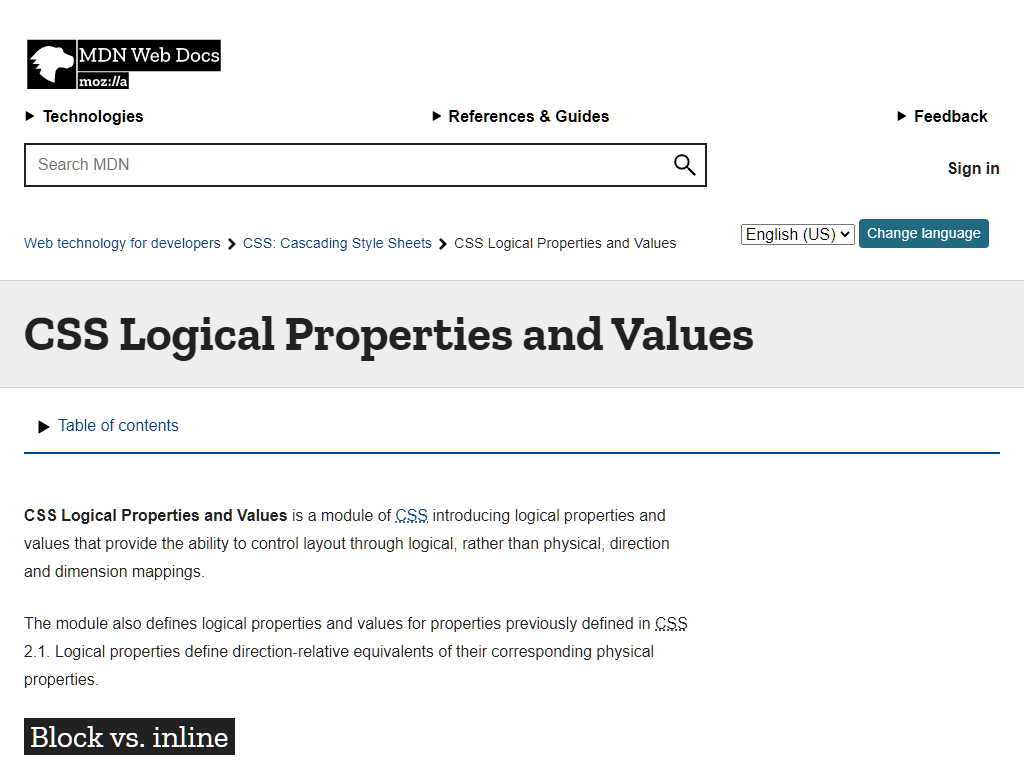 MDN Web Docs
moz://a
Technologies
References & Guides
Feedback
Search MDN
Sign in
Web technology for developers
CSS: Cascading Style Sheets
CSS Logical Properties and Values
English (US)
Change language
CSS Logical Properties and Values
Table of contents
CSS Logical Properties and Values is a module of CSS introducing logical properties and
values that provide the ability to control layout through logical, rather than physical, direction
and dimension mappings.
The module also defines logical properties and values for properties previously defined in CSS
2.1. Logical properties define direction-relative equivalents of their corresponding physical
properties.
Block vs. inline